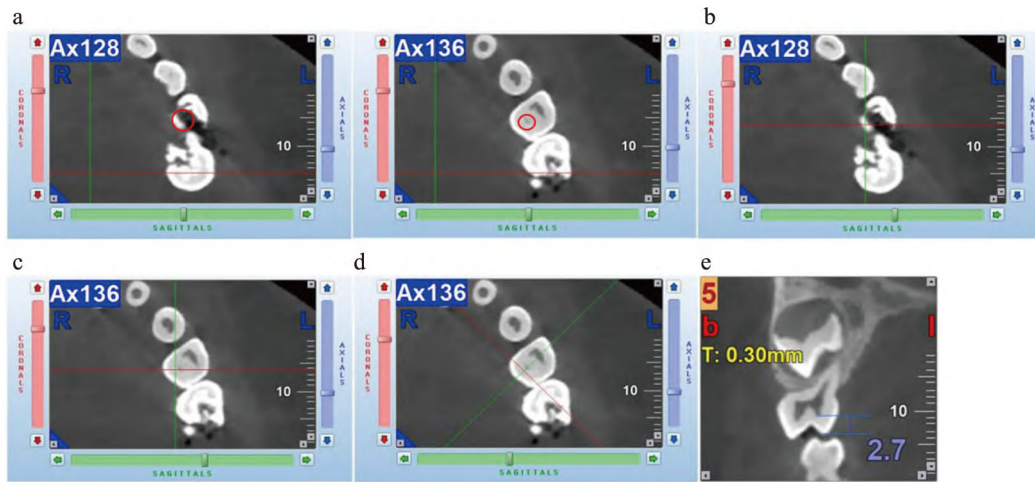 a
b
Ax128
R
L
CORONALS
AXIALS
10
SAGITTALS
Ax136
R
L
CORONALS
AXIALS
10
SAGITTALS
Ax128
R
L
CORONALS
AXIALS
10
SAGITTALS
c
d
e
Ax136
R
L
CORONALS
AXIALS
10
SAGITTALS
Ax136
R
L
CORONALS
AXIALS
10
SAGITTALS
5
b
l
T: 0.30mm
10
2.7